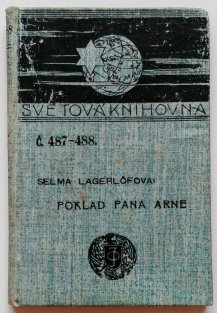 SVĚTOVÁ KNIHOVNA
č. 487-488.
SELMA LAGERLÖFOVÁ:
POKLAD PANA ARNE